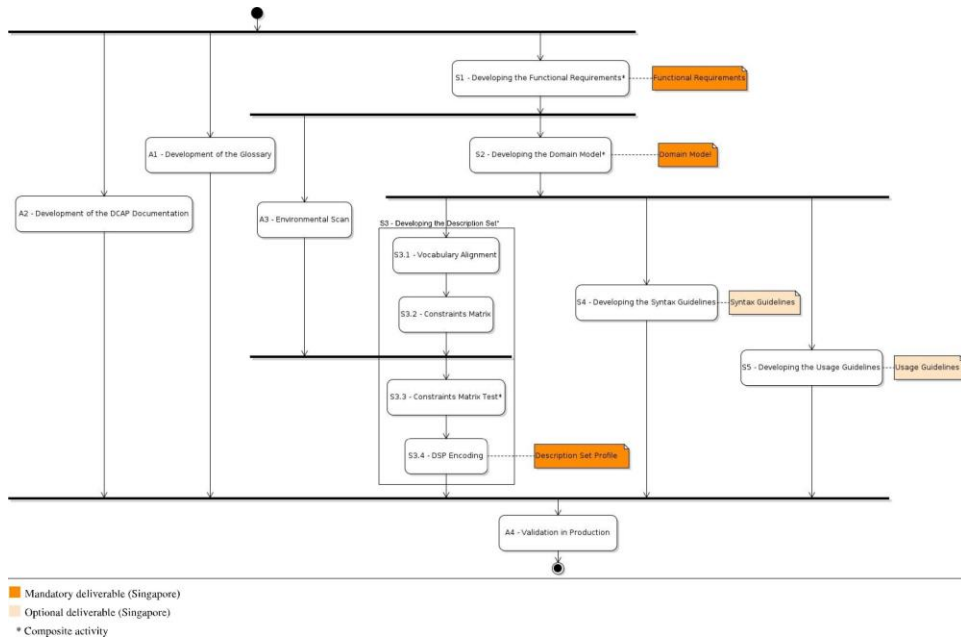 S1 - Developing the Functional Requirements*
Functional Requirements
A1 - Development of the Glossary
S2 - Developing the Domain Model*
Domain Model
A2 - Development of the DCAP Documentation
A3 - Environmental Scan
S3 - Developing the Description Set*
S3.1 - Vocabulary Alignment
S4 - Developing the Syntax Guidelines
Syntax Guidelines
S3.2 - Constraints Matrix
S5 - Developing the Usage Guidelines
Usage Guidelines
S3.3 - Constraints Matrix Test*
S3.4 - DSP Encoding
Description Set Profile
A4 - Validation in Production
Mandatory deliverable (Singapore)
Optional deliverable (Singapore)
* Composite activity